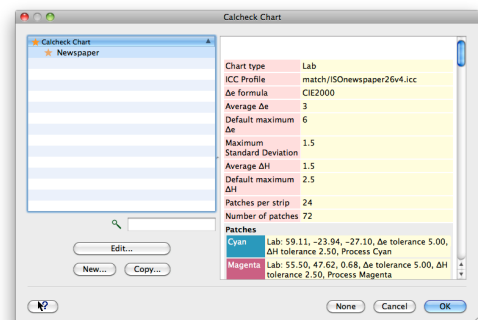 Calcheck Chart
Calcheck Chart
Newspaper
Chart type Lab
ICC Profile match/ISOnewspaper26v4.icc
Δe formula CIE2000
Average Δe 3
Default maximum 6
Δe
Maximum 1.5
Standard Deviation
Average ΔH 1.5
Default maximum 2.5
ΔH
Patches per strip 24
Number of patches 72
Patches
Cyan Lab: 59.11, -23.94, -27.10, Δe tolerance 5.00,
ΔH tolerance 2.50, Process Cyan
Magenta Lab: 55.50, 47.62, 0.68, Δe tolerance 5.00, ΔH
tolerance 2.50, Process Magenta
Edit...
New... Copy...
? None Cancel OK